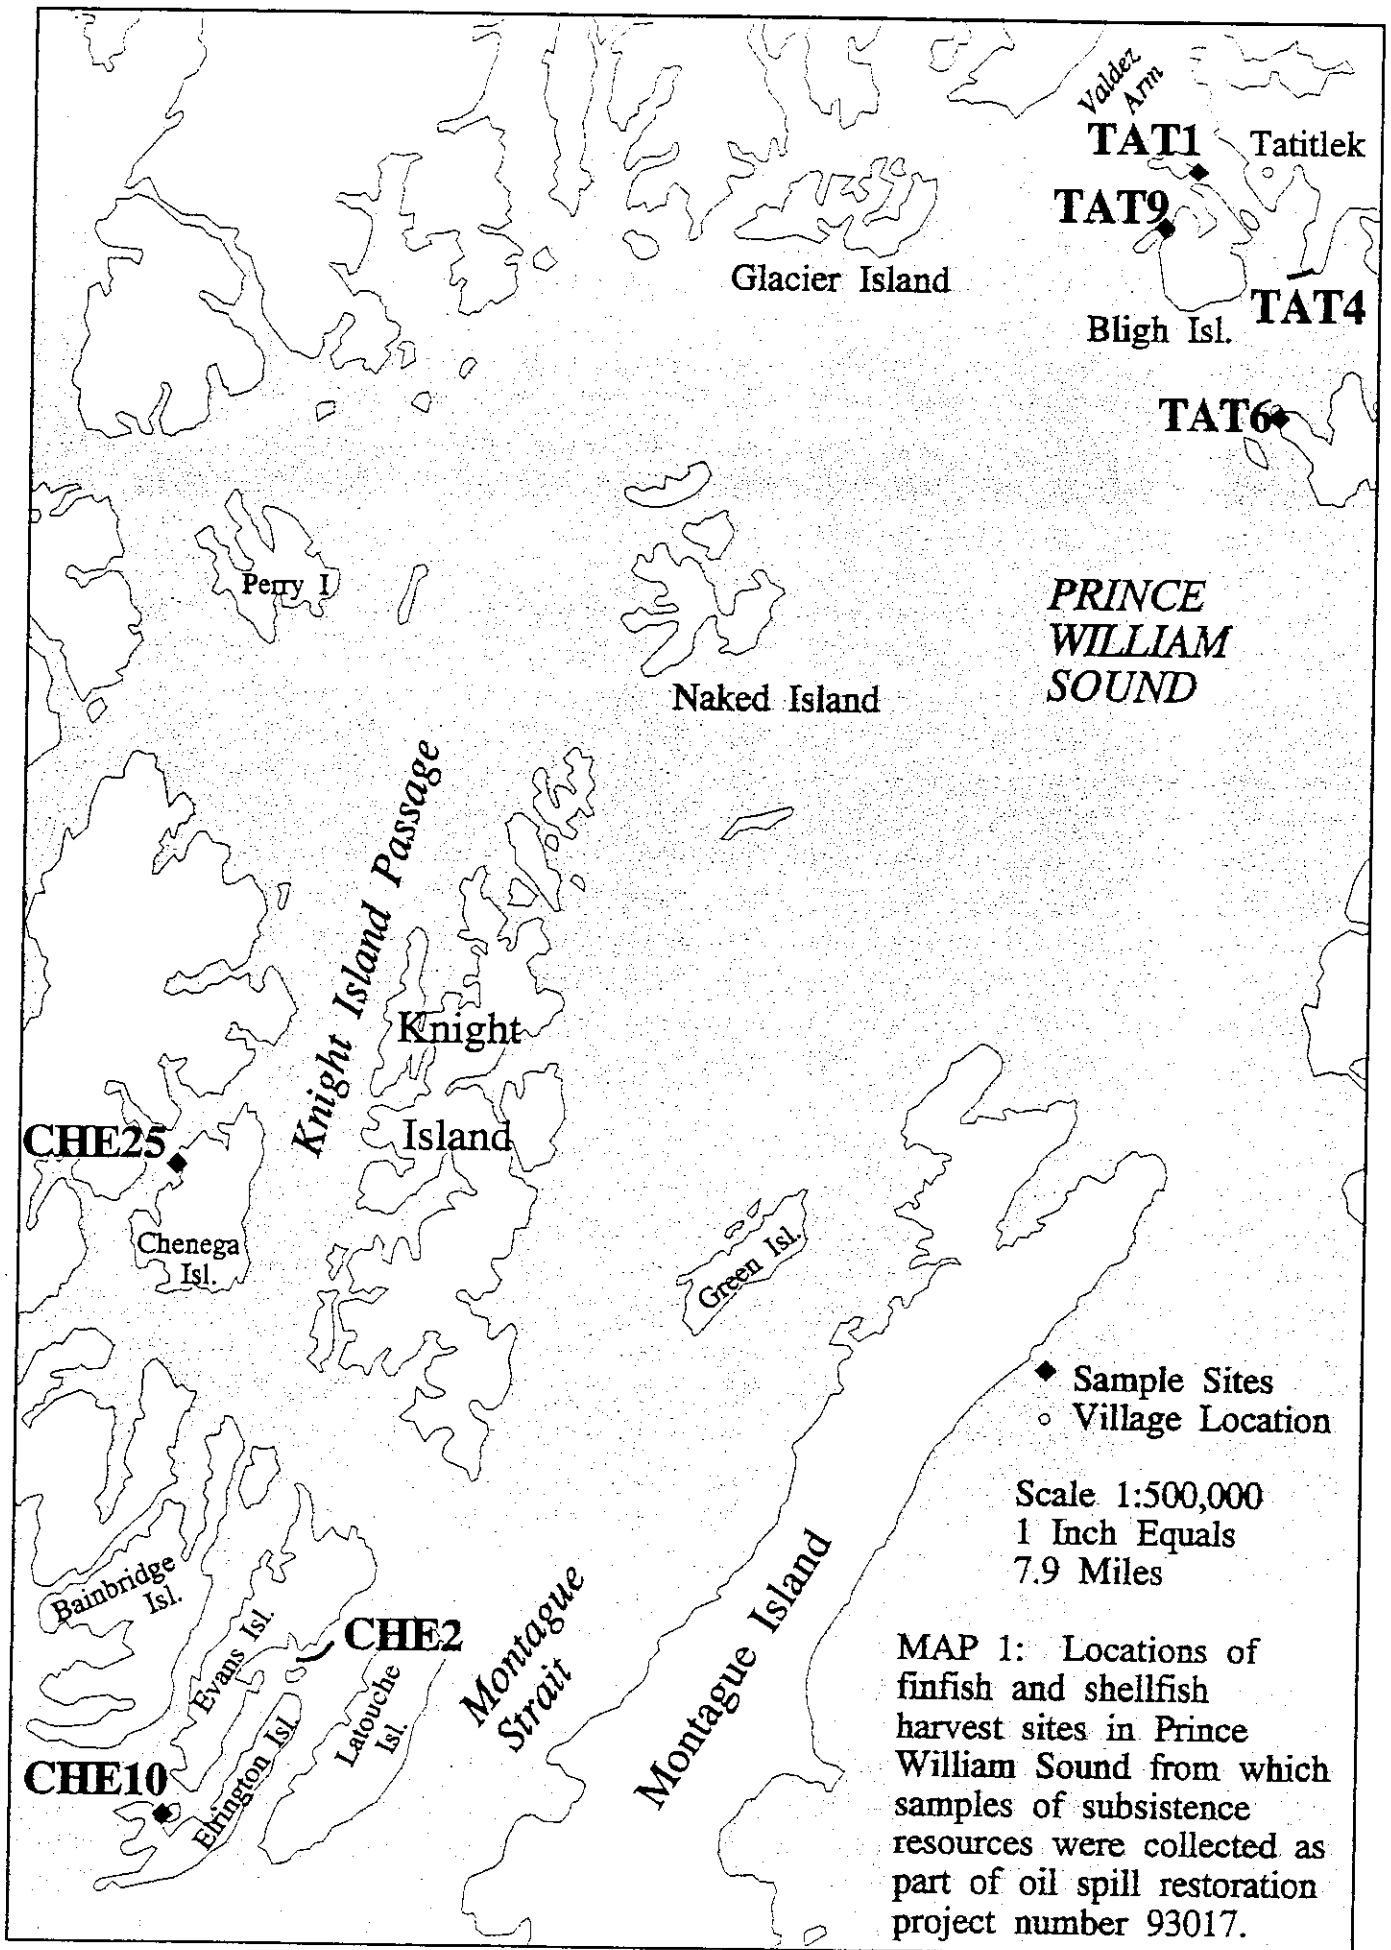 Valdez
Arm
TAT1
Tatitlek
TAT9
Glacier Island
TAT4
Bligh Isl.
TAT6
Perry I
PRINCE
WILLIAM
SOUND
Naked Island
Knight Island Passage
Knight
Island
CHE25
Chenega
Isl.
Green Isl.
Sample Sites
Village Location
Scale 1:500,000
1 Inch Equals
7.9 Miles
Bainbridge
Isl.
Evans Isl.
CHE2
Latouche
Isl.
Montague
Strait
Montague Island
CHE10
Elrington Isl.
MAP 1: Locations of
finfish and shellfish
harvest sites in Prince
William Sound from which
samples of subsistence
resources were collected as
part of oil spill restoration
project number 93017.